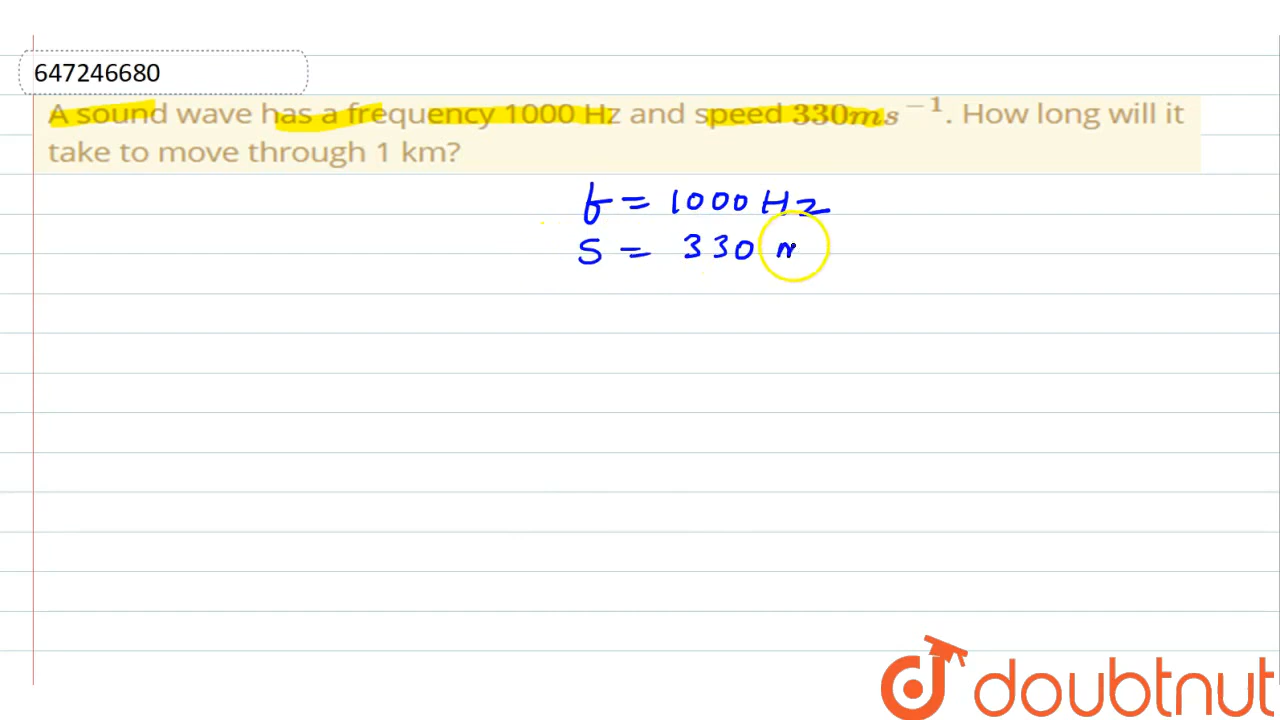 647246680
A sound wave has a frequency 1000 Hz and speed 330ms⁻¹. How long will it
take to move through 1 km?
f = 1000 Hz
S = 330 m
doubtnut